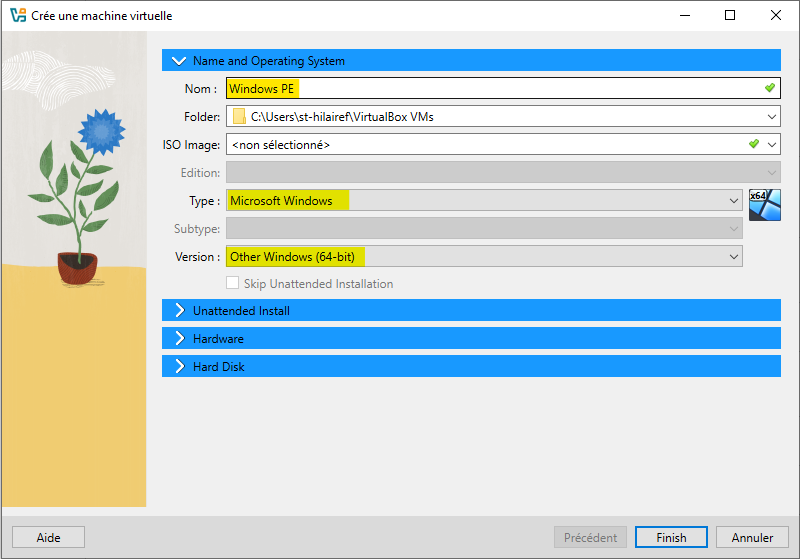 Crée une machine virtuelle
Name and Operating System
Nom : Windows PE
Folder: C:\Users\st-hilairef\VirtualBox VMs
ISO Image: <non sélectionné>
Edition:
Type : Microsoft Windows
x64
Subtype:
Version : Other Windows (64-bit)
Skip Unattended Installation
Unattended Install
Hardware
Hard Disk
Aide Précédent Finish Annuler